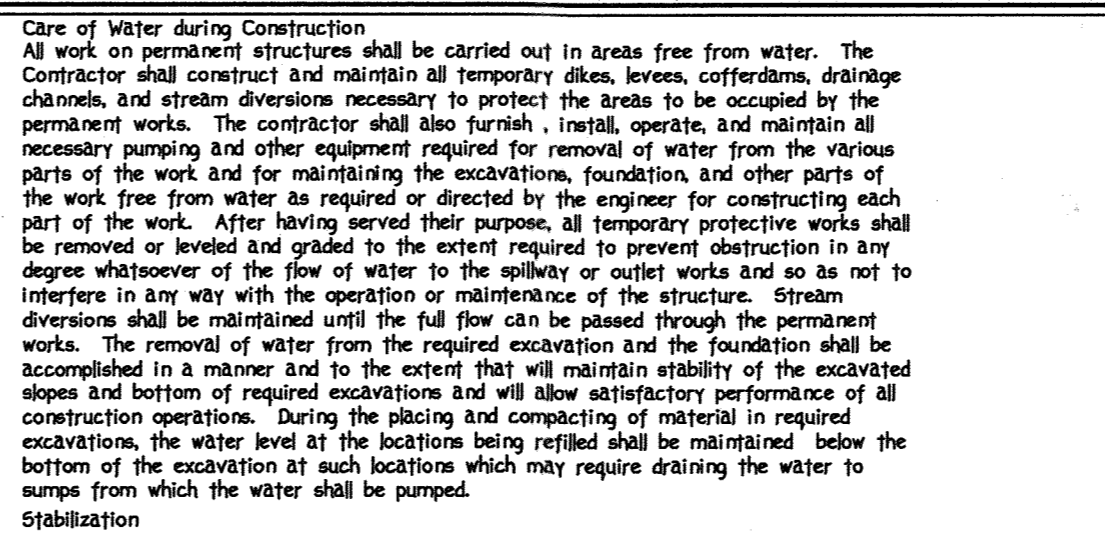 Care of Water during Construction
All work on permanent structures shall be carried out in areas free from water. The
Contractor shall construct and maintain all temporary dikes, levees, cofferdams, drainage
channels, and stream diversions necessary to protect the areas to be occupied by the
permanent works. The contractor shall also furnish , install, operate, and maintain all
necessary pumping and other equipment required for removal of water from the various
parts of the work and for maintaining the excavations, foundation, and other parts of
the work free from water as required or directed by the engineer for constructing each
part of the work. After having served their purpose, all temporary protective works shall
be removed or leveled and graded to the extent required to prevent obstruction in any
degree whatsoever of the flow of water to the spillway or outlet works and so as not to
interfere in any way with the operation or maintenance of the structure. Stream
diversions shall be maintained until the full flow can be passed through the permanent
works. The removal of water from the required excavation and the foundation shall be
accomplished in a manner and to the extent that will maintain stability of the excavated
slopes and bottom of required excavations and will allow satisfactory performance of all
construction operations. During the placing and compacting of material in required
excavations, the water level at the locations being refilled shall be maintained below the
bottom of the excavation at such locations which may require draining the water to
sumps from which the water shall be pumped.
Stabilization